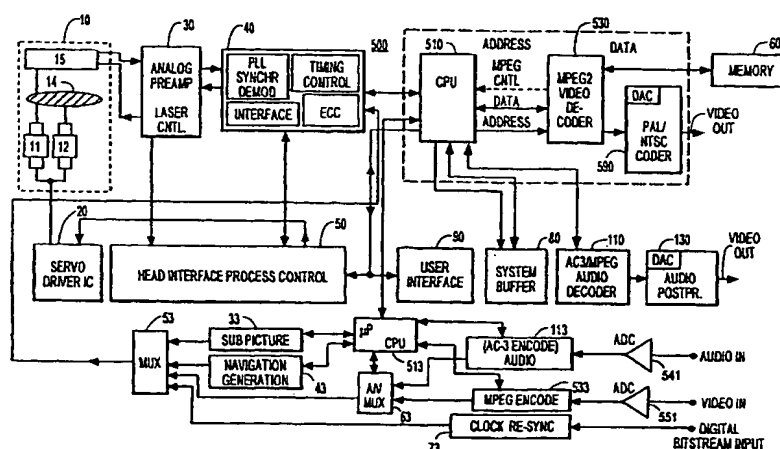 10
30
40
500
510
ADDRESS
530
DATA
60
15
14
11
12
ANALOG
PREAMP
LASER
CNTL.
PLL
SYNCHR
DEMOD
TIMING
CONTROL
INTERFACE
ECC
CPU
MPEG
CNTL
DATA
ADDRESS
MPEG2
VIDEO DE-
CODER
MEMORY
DAC
PAL/
NTSC
CODER
590
VIDEO
OUT
20
50
90
80
110
130
VIDEO
OUT
SERVO
DRIVER IC
HEAD INTERFACE PROCESS CONTROL
USER
INTERFACE
SYSTEM
BUFFER
AC3/MPEG
AUDIO
DECODER
DAC
AUDIO
POSTPR.
53
33
113
MUX
SUB PICTURE
NAVIGATION
GENERATION
43
μP
CPU
513
(AC-3 ENCODE)
AUDIO
ADC
541
AUDIO IN
A/V
MUX
63
533
MPEG ENCODE
ADC
551
VIDEO IN
CLOCK RE-SYNC
73
DIGITAL
BITSTREAM INPUT